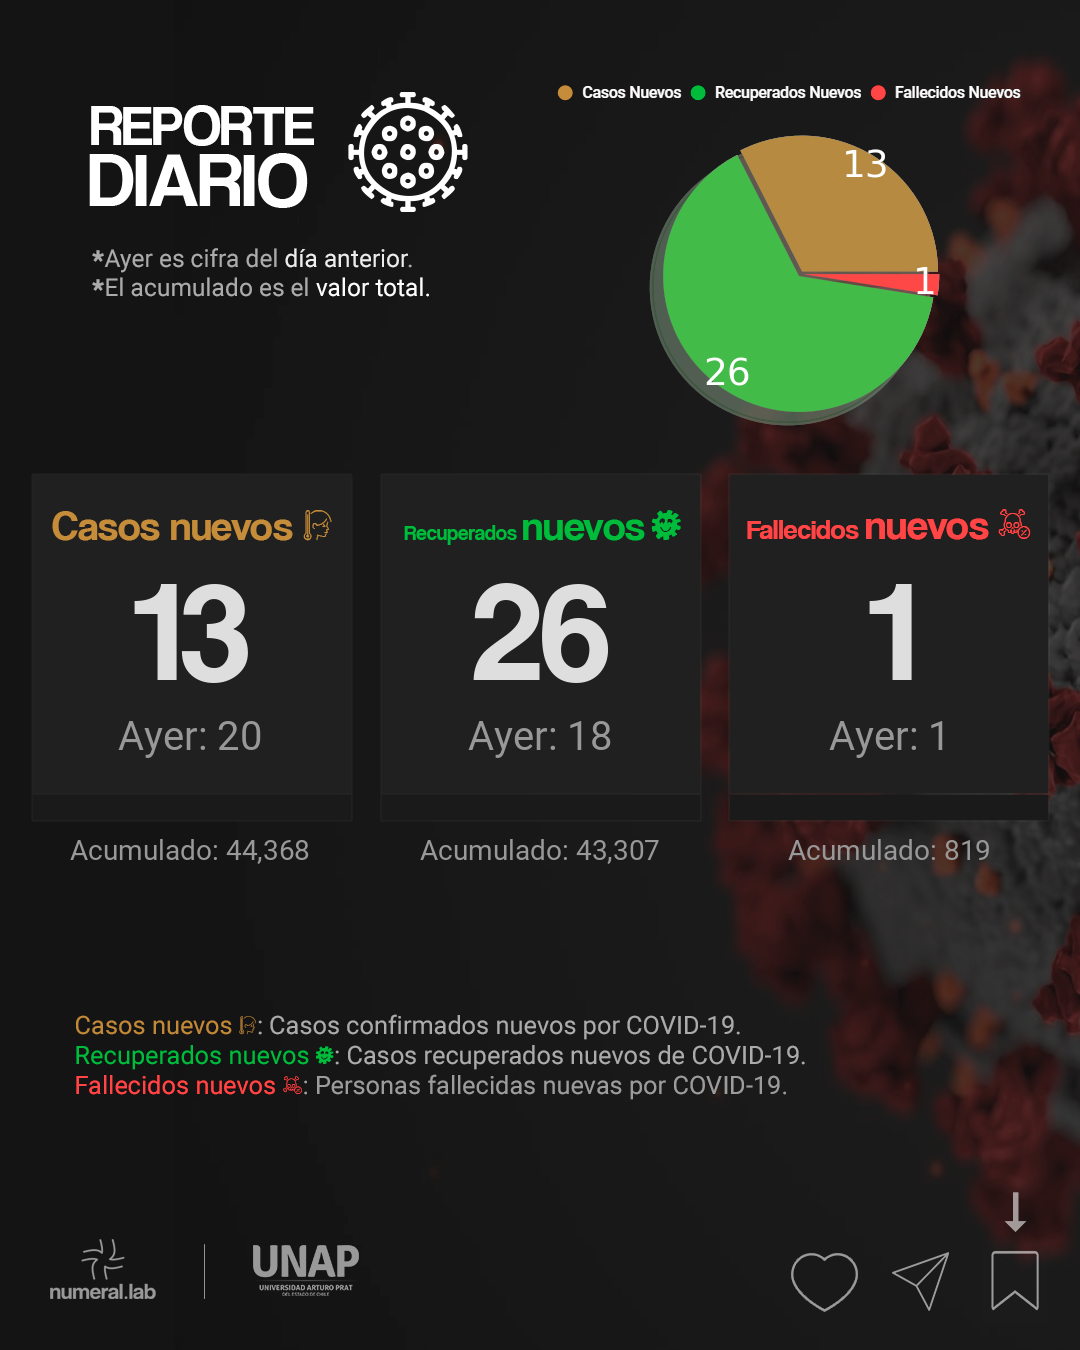 REPORTE
DIARIO
*Ayer es cifra del día anterior.
*El acumulado es el valor total.
Casos Nuevos Recuperados Nuevos Fallecidos Nuevos
13
1
26
Casos nuevos
13
Ayer: 20
Acumulado: 44,368
Recuperados nuevos
26
Ayer: 18
Acumulado: 43,307
Fallecidos nuevos
1
Ayer: 1
Acumulado: 819
Casos nuevos : Casos confirmados nuevos por COVID-19.
Recuperados nuevos : Casos recuperados nuevos de COVID-19.
Fallecidos nuevos : Personas fallecidas nuevas por COVID-19.
numeral.lab
UNAP
UNIVERSIDAD ARTURO PRAT
DEL ESTADO DE CHILE